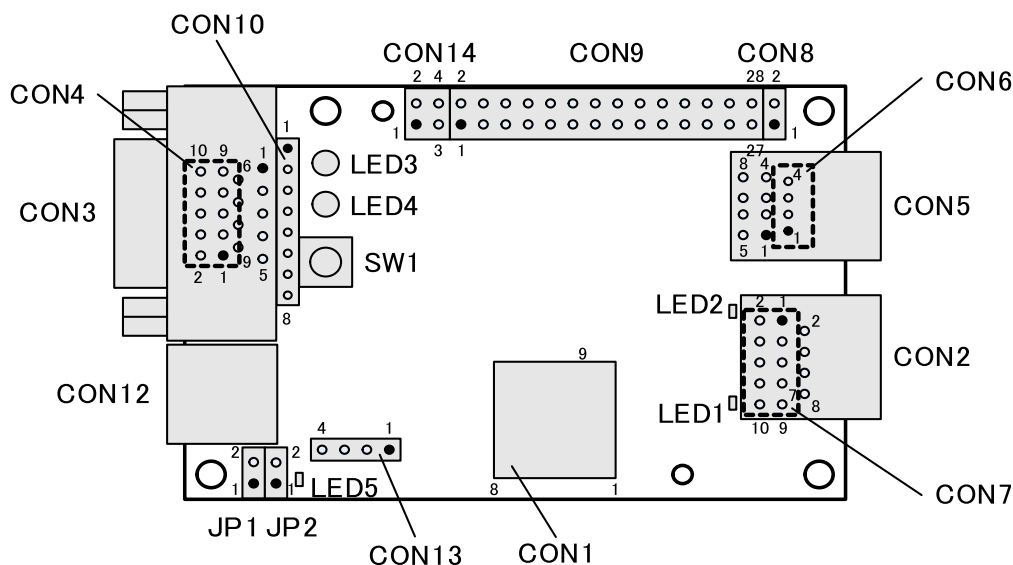 CON10
CON14 CON9 CON8
2 4 2 28 2
CON4
CON6
1 3 1 27 1
1
LED3
LED4
SW1
10 9 6 1
2 1 9 5
8
CON3
8 4 4
5 1 1
CON5
LED2
2 1 2
CON2
LED1
7 8
10 9
CON12
4 1
9
8 1
2 2
1 1
LED5
CON7
JP1 JP2
CON13
CON1